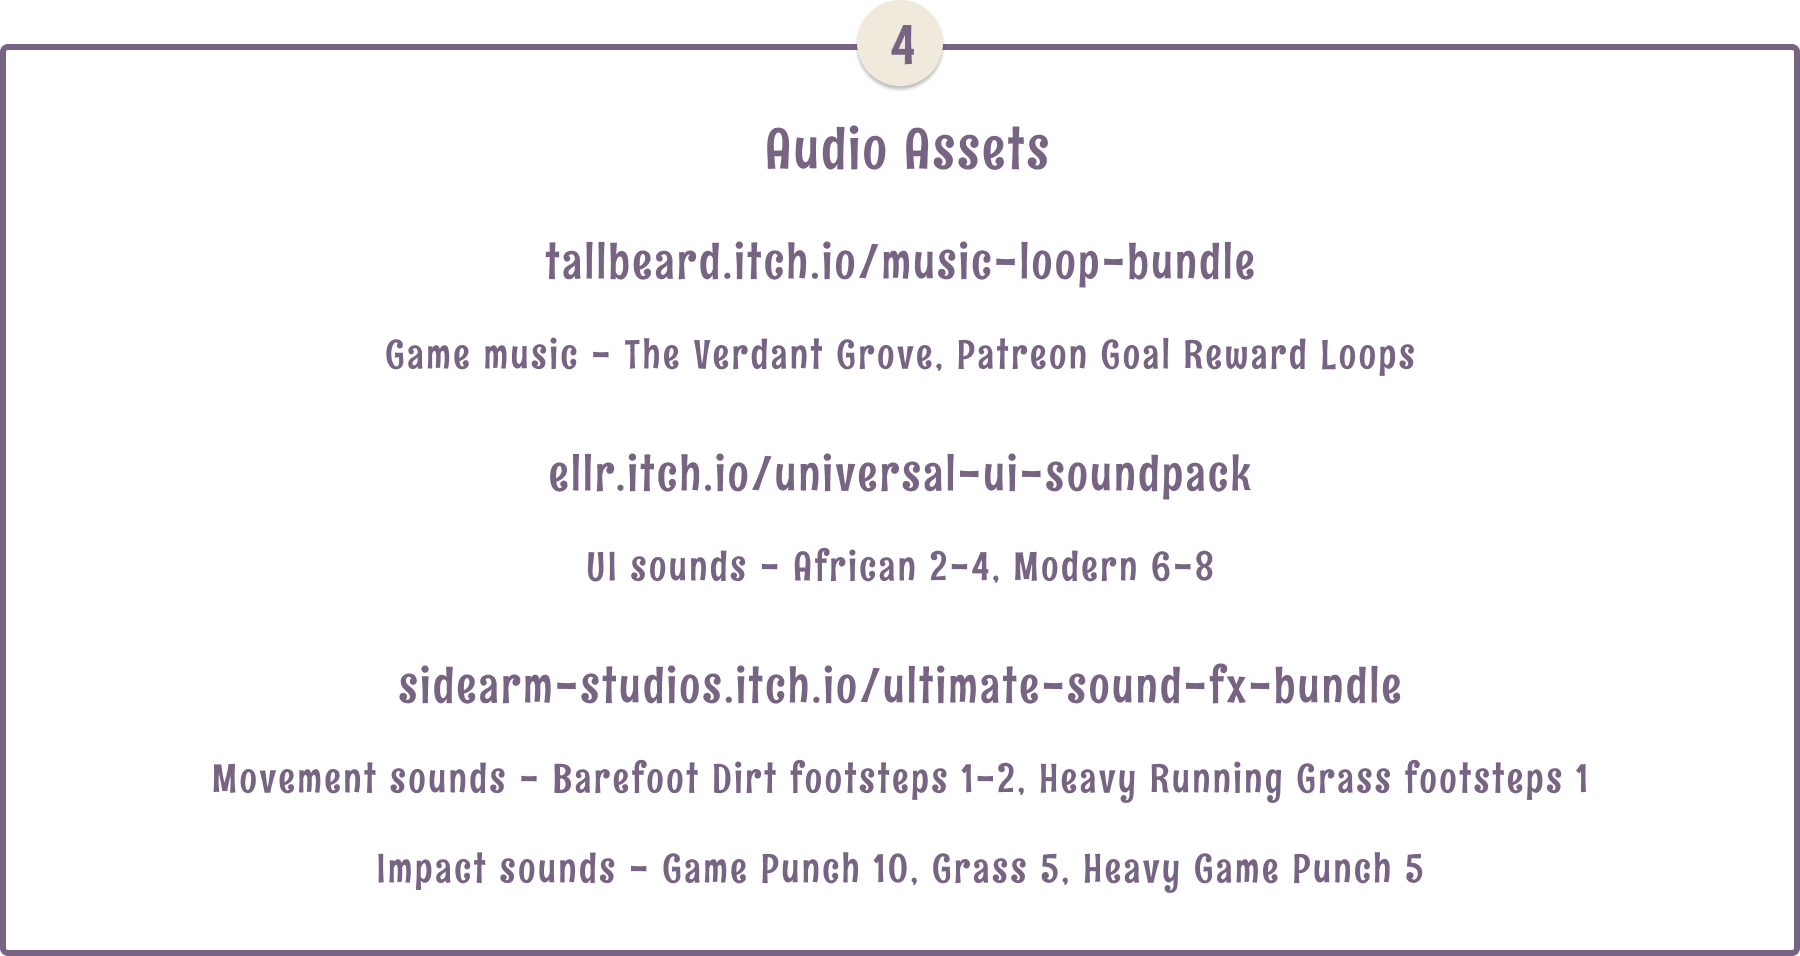 4
Audio Assets
tallbeard.itch.io/music-loop-bundle
Game music - The Verdant Grove, Patreon Goal Reward Loops
ellr.itch.io/universal-ui-soundpack
UI sounds - African 2-4, Modern 6-8
sidearm-studios.itch.io/ultimate-sound-fx-bundle
Movement sounds - Barefoot Dirt footsteps 1-2, Heavy Running Grass footsteps 1
Impact sounds - Game Punch 10, Grass 5, Heavy Game Punch 5